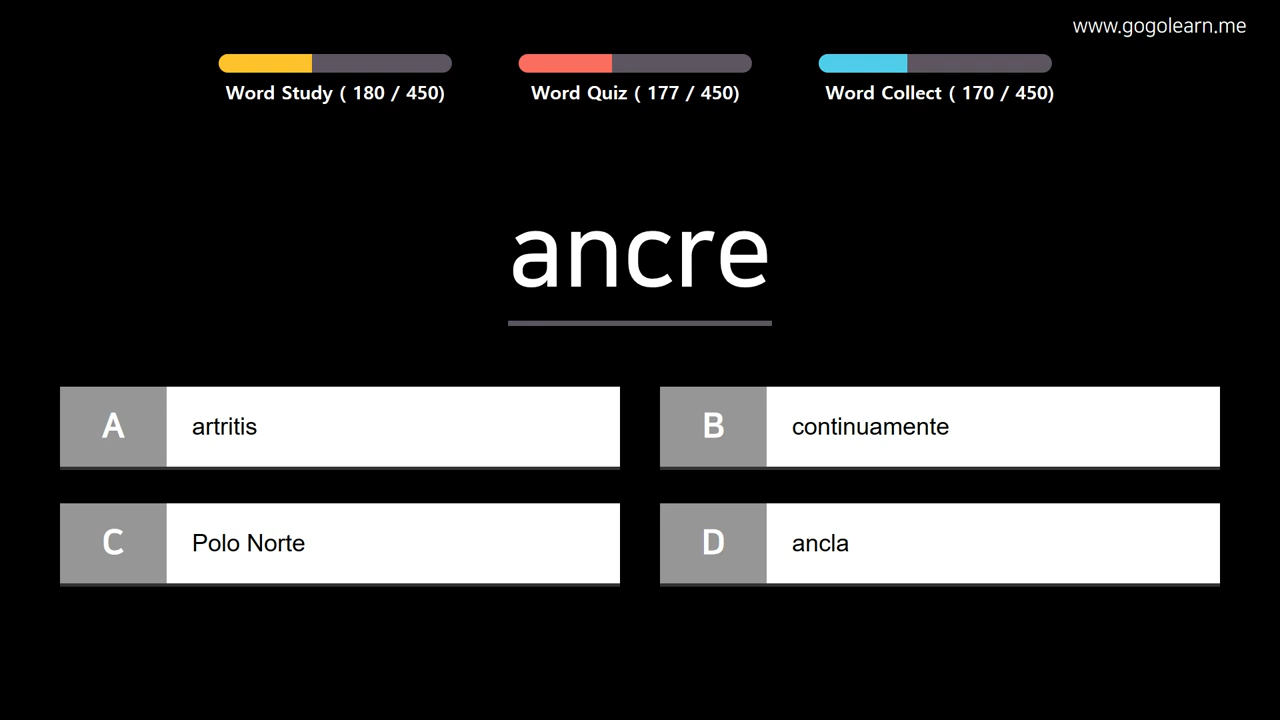 www.gogolearn.me
Word Study ( 180 / 450)
Word Quiz ( 177 / 450)
Word Collect ( 170 / 450)
ancre
A artritis
B continuamente
C Polo Norte
D ancla